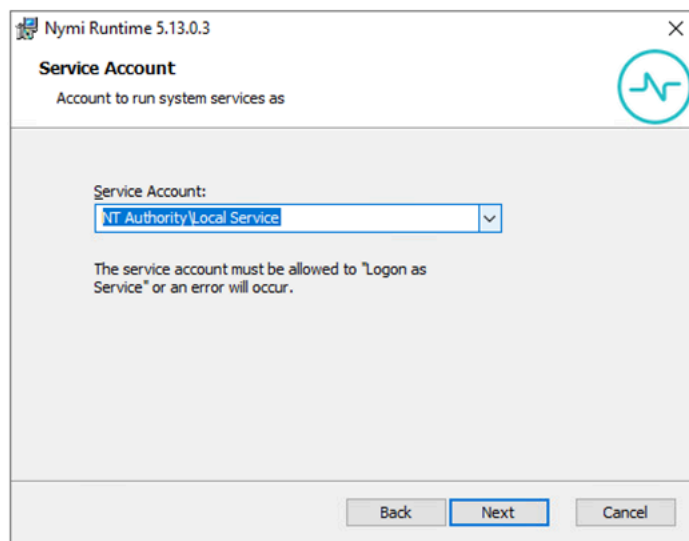 Nymi Runtime 5.13.0.3
Service Account
Account to run system services as
Service Account:
NT Authority\Local Service
The service account must be allowed to "Logon as
Service" or an error will occur.
Back
Next
Cancel